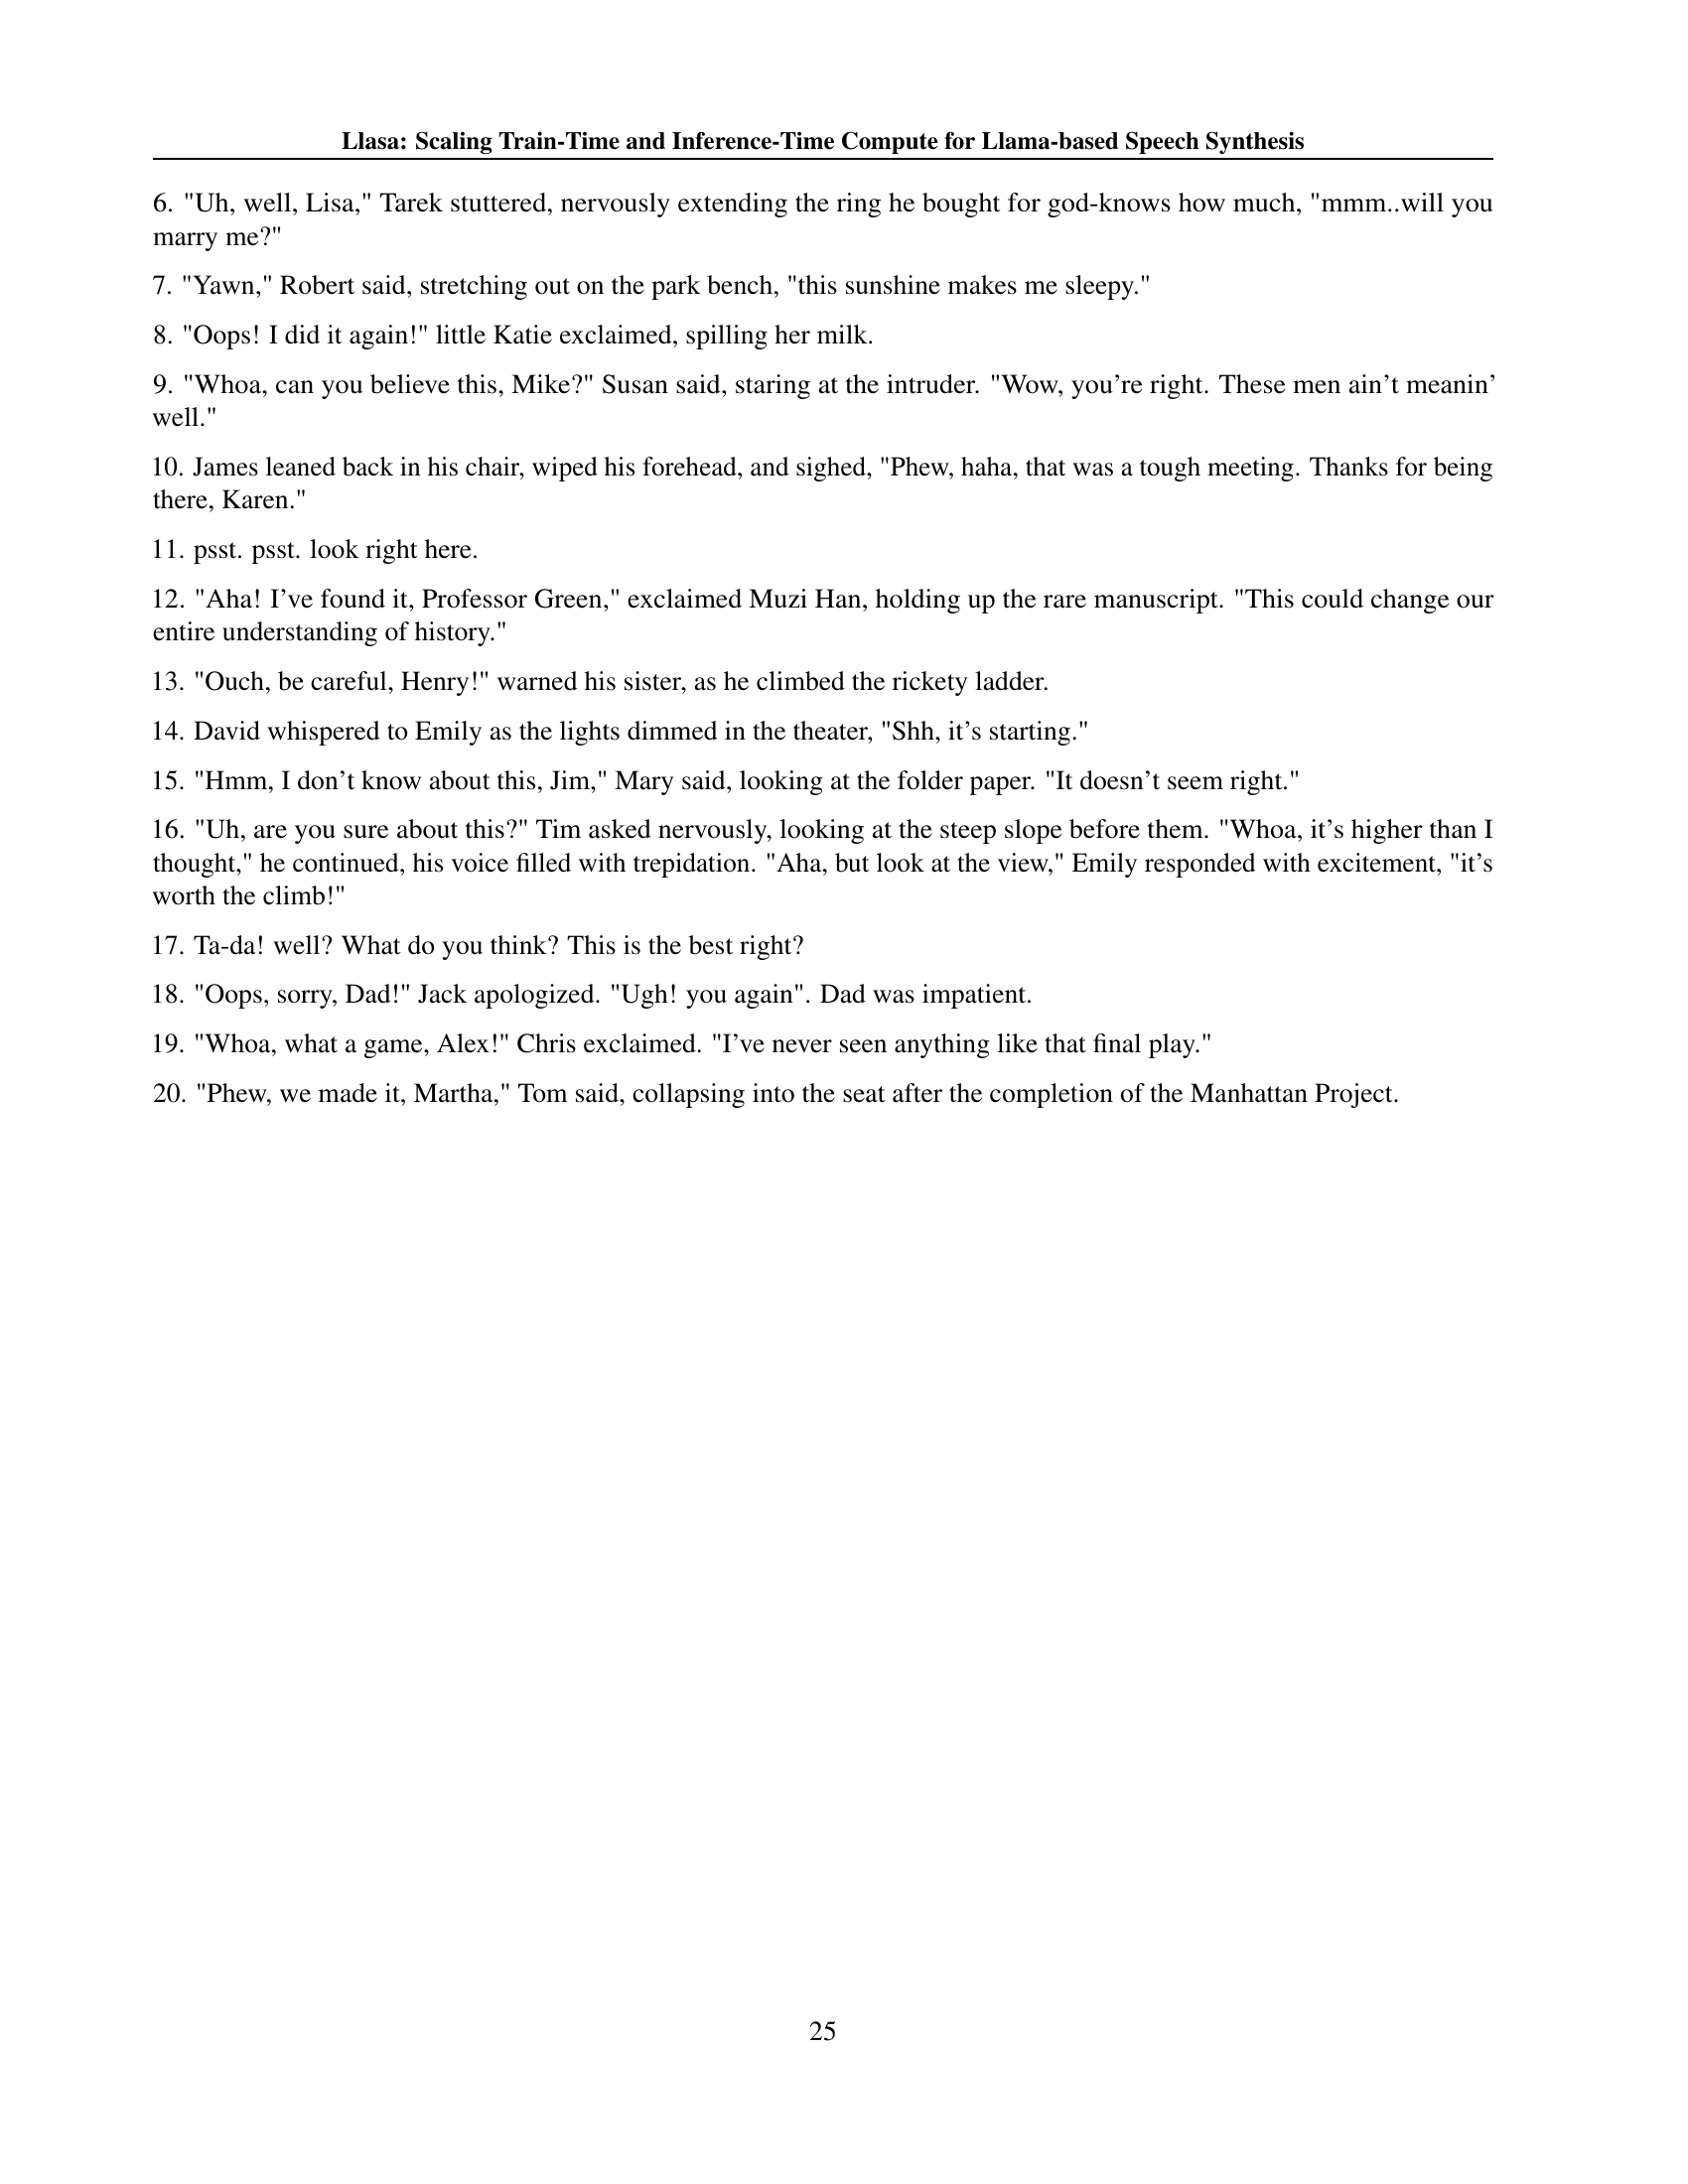 Llasa: Scaling Train-Time and Inference-Time Compute for Llama-based Speech Synthesis
6. "Uh, well, Lisa," Tarek stuttered, nervously extending the ring he bought for god-knows how much, "mmm..will you
marry me?"
7. "Yawn," Robert said, stretching out on the park bench, "this sunshine makes me sleepy."
8. "Oops! I did it again!" little Katie exclaimed, spilling her milk.
9. "Whoa, can you believe this, Mike?" Susan said, staring at the intruder. "Wow, you’re right. These men ain’t meanin’
well."
10. James leaned back in his chair, wiped his forehead, and sighed, "Phew, haha, that was a tough meeting. Thanks for being
there, Karen."
11. psst. psst. look right here.
12. "Aha! I’ve found it, Professor Green," exclaimed Muzi Han, holding up the rare manuscript. "This could change our
entire understanding of history."
13. "Ouch, be careful, Henry!" warned his sister, as he climbed the rickety ladder.
14. David whispered to Emily as the lights dimmed in the theater, "Shh, it’s starting."
15. "Hmm, I don’t know about this, Jim," Mary said, looking at the folder paper. "It doesn’t seem right."
16. "Uh, are you sure about this?" Tim asked nervously, looking at the steep slope before them. "Whoa, it’s higher than I
thought," he continued, his voice filled with trepidation. "Aha, but look at the view," Emily responded with excitement, "it’s
worth the climb!"
17. Ta-da! well? What do you think? This is the best right?
18. "Oops, sorry, Dad!" Jack apologized. "Ugh! you again". Dad was impatient.
19. "Whoa, what a game, Alex!" Chris exclaimed. "I’ve never seen anything like that final play."
20. "Phew, we made it, Martha," Tom said, collapsing into the seat after the completion of the Manhattan Project.
25